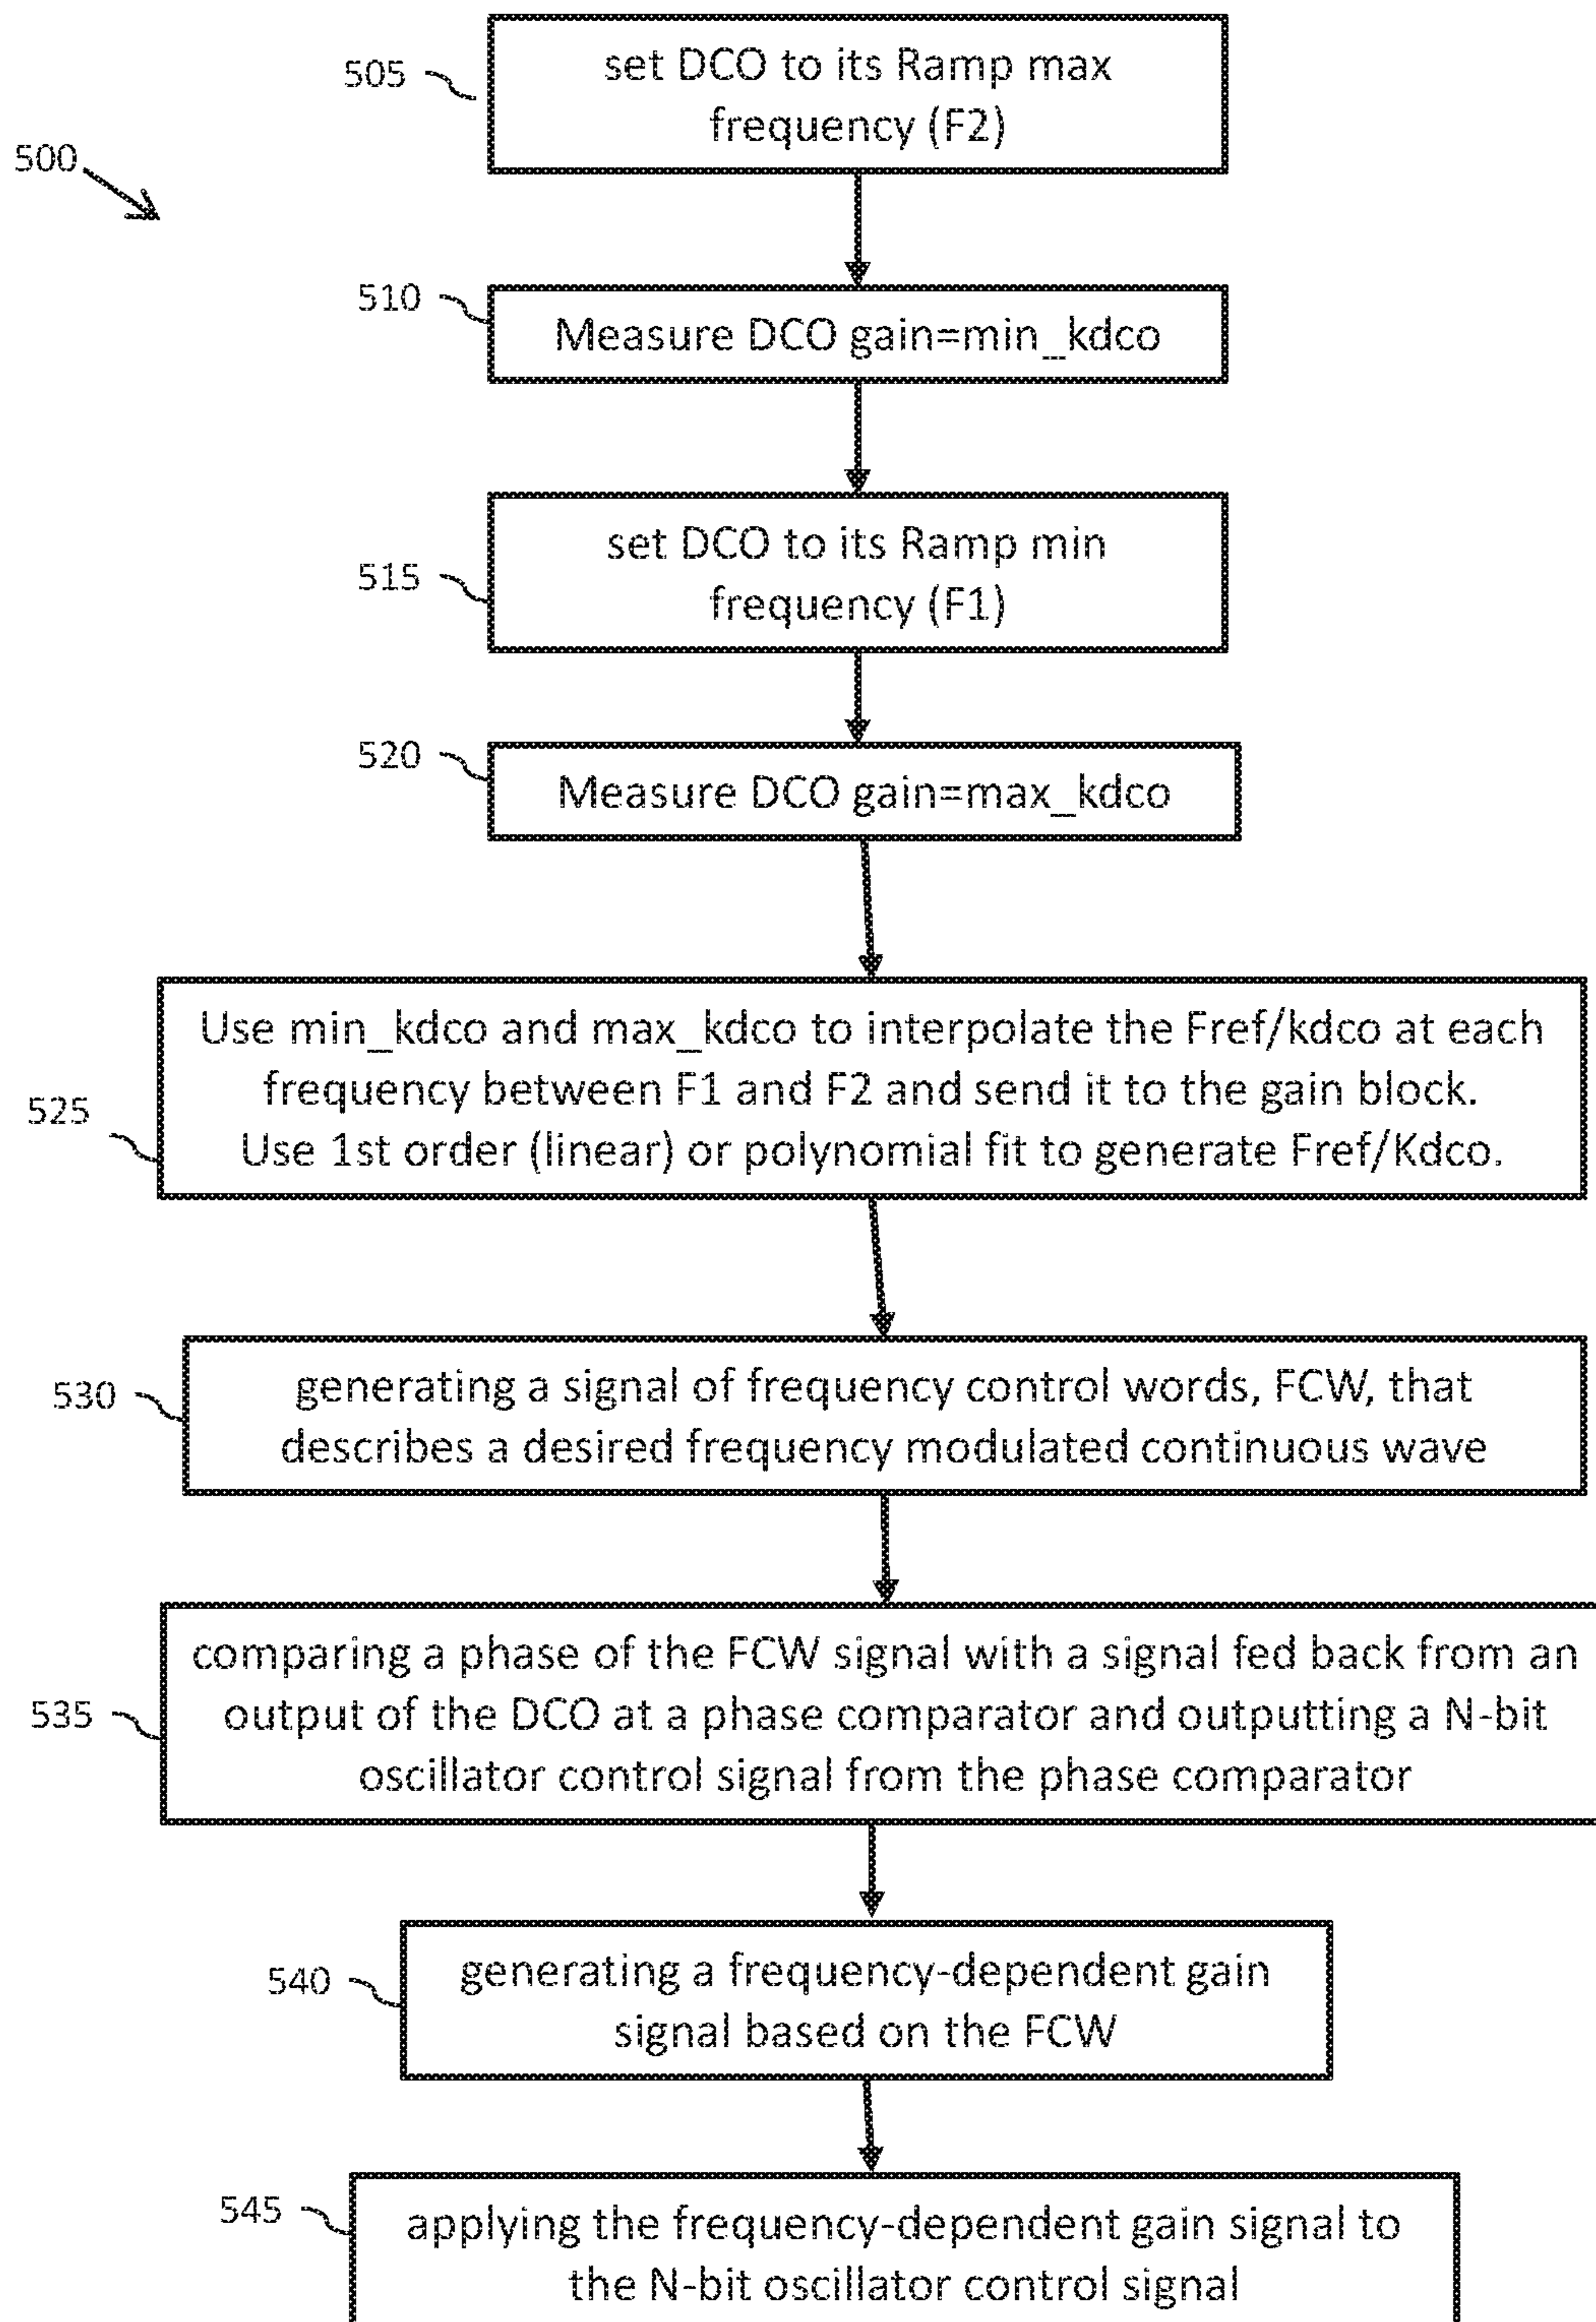 505
set DCO to its Ramp max
frequency (F2)
500
510
Measure DCO gain=min_kdco
515
set DCO to its Ramp min
frequency (F1)
520
Measure DCO gain=max_kdco
525
Use min_kdco and max_kdco to interpolate the Fref/kdco at each
frequency between F1 and F2 and send it to the gain block.
Use 1st order (linear) or polynomial fit to generate Fref/Kdco.
530
generating a signal of frequency control words, FCW, that
describes a desired frequency modulated continuous wave
535
comparing a phase of the FCW signal with a signal fed back from an
output of the DCO at a phase comparator and outputting a N-bit
oscillator control signal from the phase comparator
540
generating a frequency-dependent gain
signal based on the FCW
545
applying the frequency-dependent gain signal to
the N-bit oscillator control signal